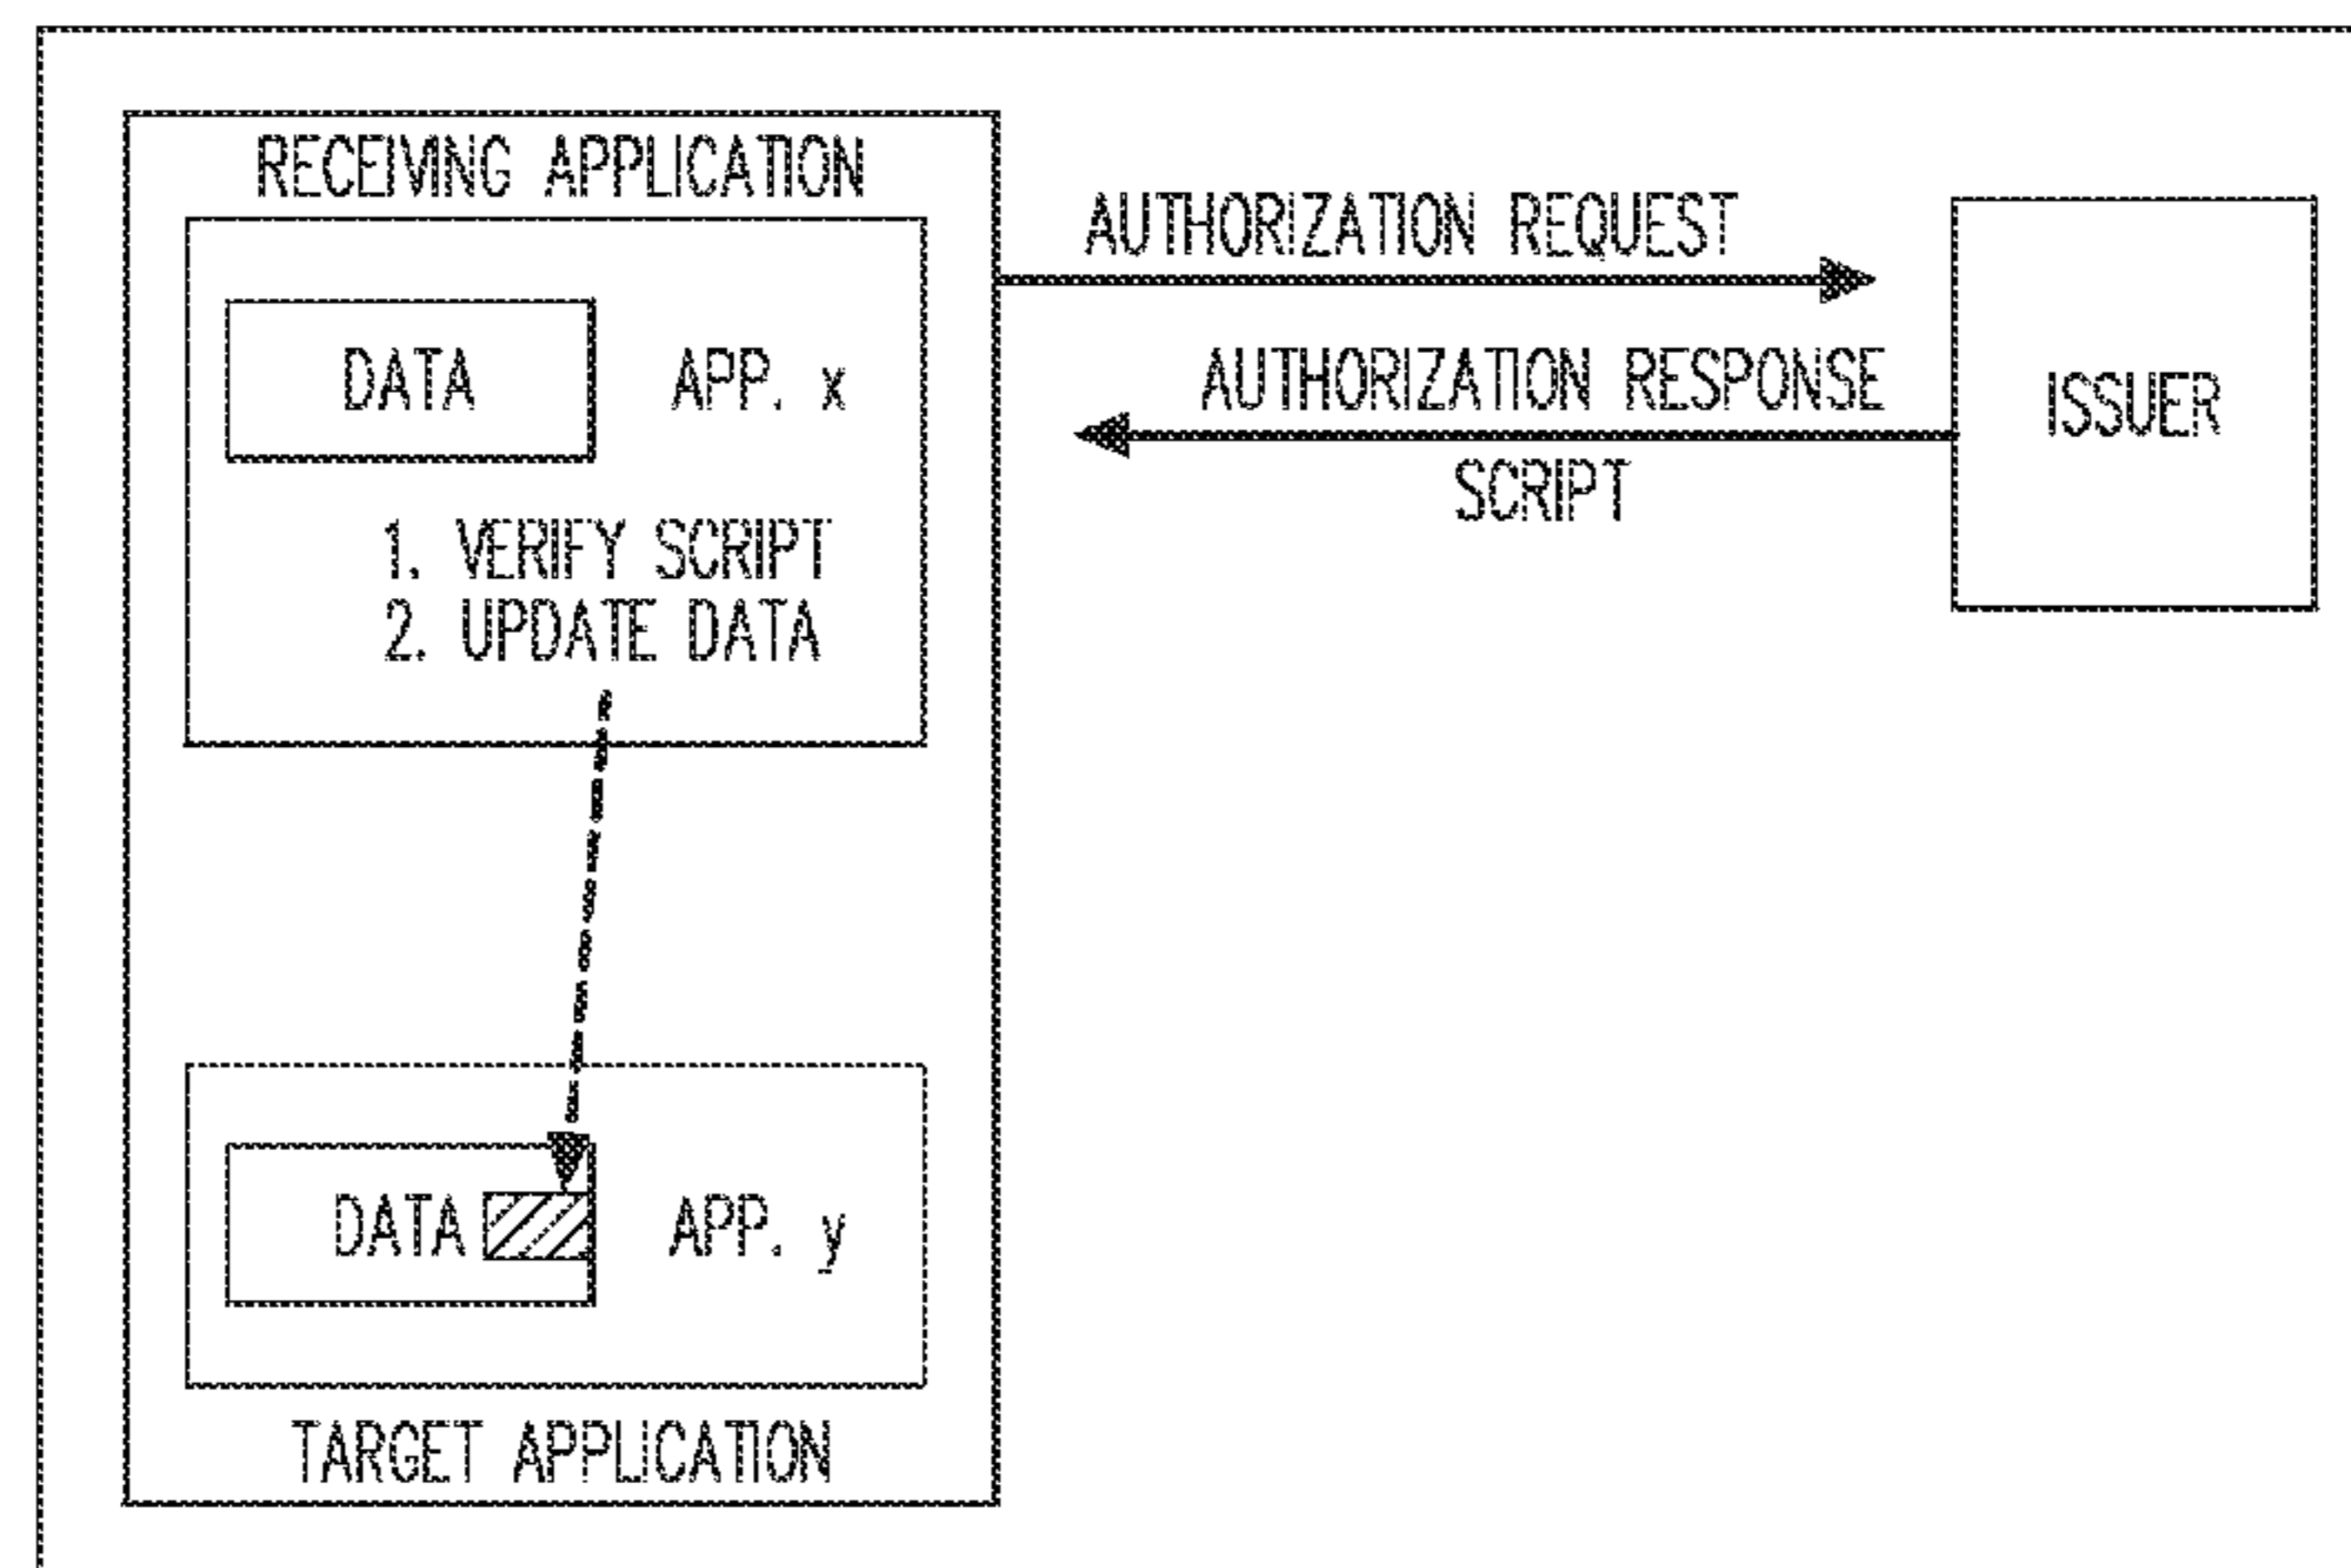 RECEIVING APPLICATION
DATA APP. x
1. VERIFY SCRIPT
2. UPDATE DATA
AUTHORIZATION REQUEST
AUTHORIZATION RESPONSE
SCRIPT
ISSUER
DATA APP. y
TARGET APPLICATION